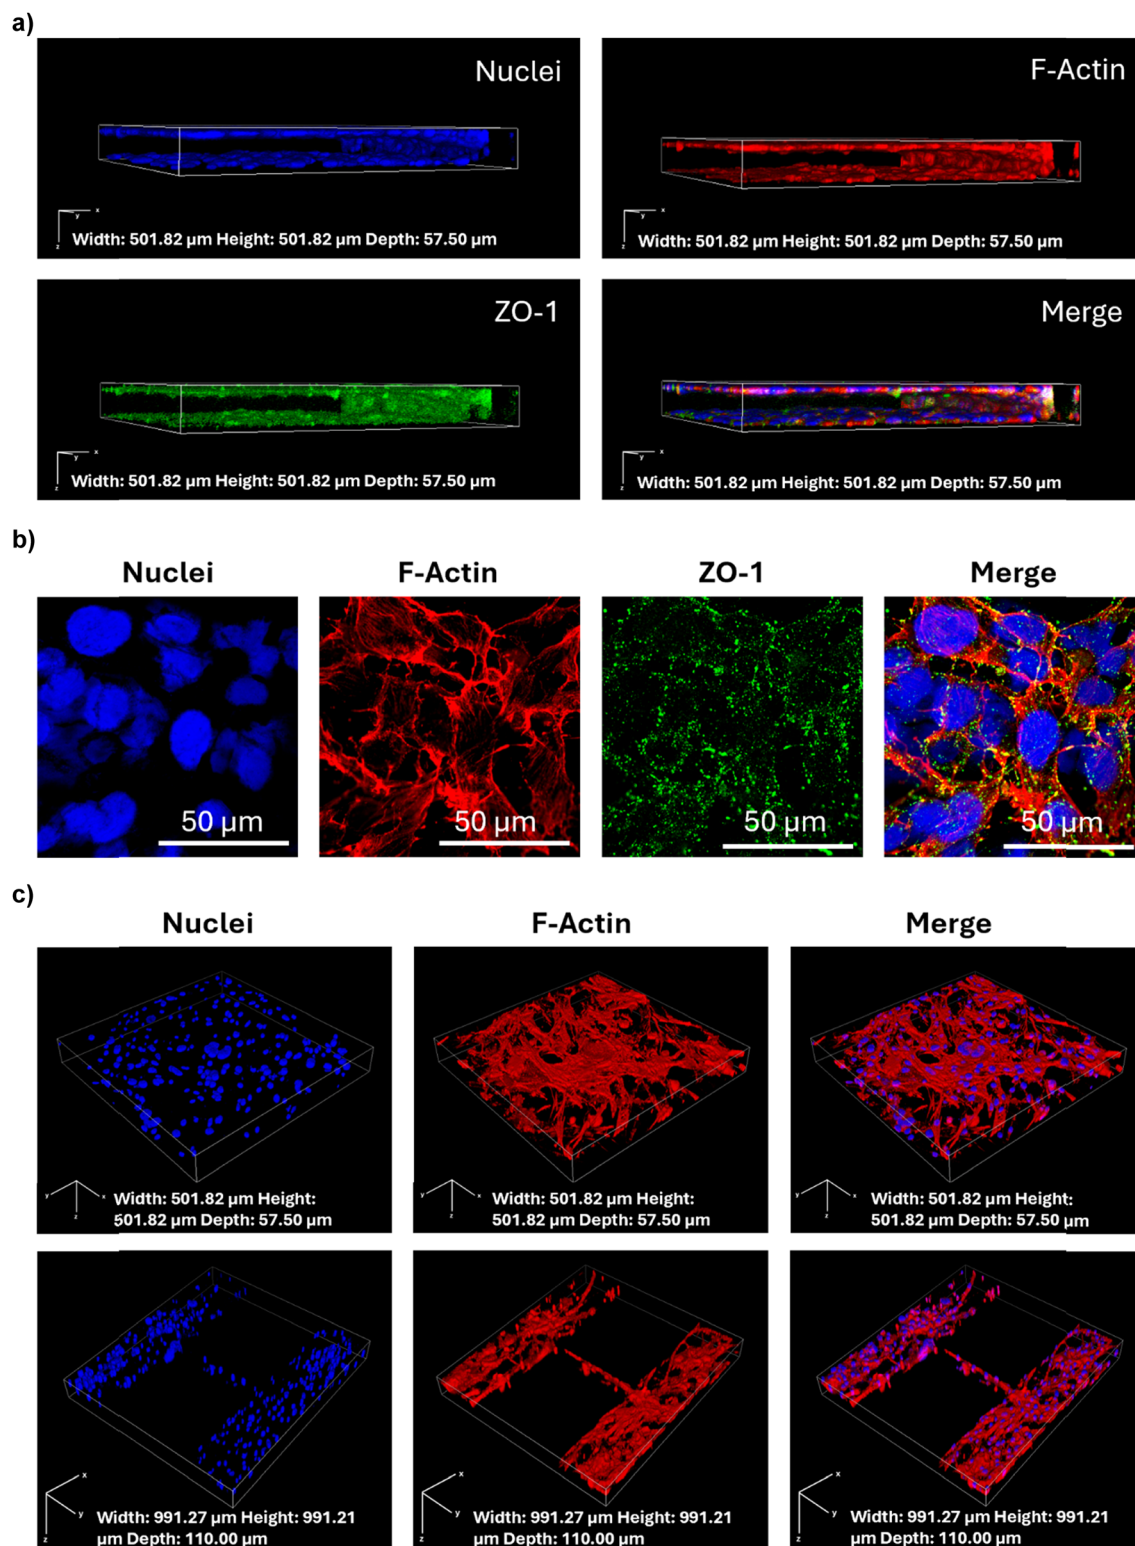 a)
Nuclei
x
y
z
Width: 501.82 µm Height: 501.82 µm Depth: 57.50 µm
F-Actin
x
y
z
Width: 501.82 µm Height: 501.82 µm Depth: 57.50 µm
ZO-1
x
y
z
Width: 501.82 µm Height: 501.82 µm Depth: 57.50 µm
Merge
x
y
z
Width: 501.82 µm Height: 501.82 µm Depth: 57.50 µm
b)
Nuclei
F-Actin
ZO-1
Merge
50 µm
50 µm
50 µm
50 µm
c)
Nuclei
F-Actin
Merge
y
x
z
Width: 501.82 µm Height:
501.82 µm Depth: 57.50 µm
y
x
z
Width: 501.82 µm Height:
501.82 µm Depth: 57.50 µm
y
x
z
Width: 501.82 µm Height:
501.82 µm Depth: 57.50 µm
x
y
z
Width: 991.27 µm Height: 991.21
µm Depth: 110.00 µm
x
y
z
Width: 991.27 µm Height: 991.21
µm Depth: 110.00 µm
x
y
z
Width: 991.27 µm Height: 991.21
µm Depth: 110.00 µm